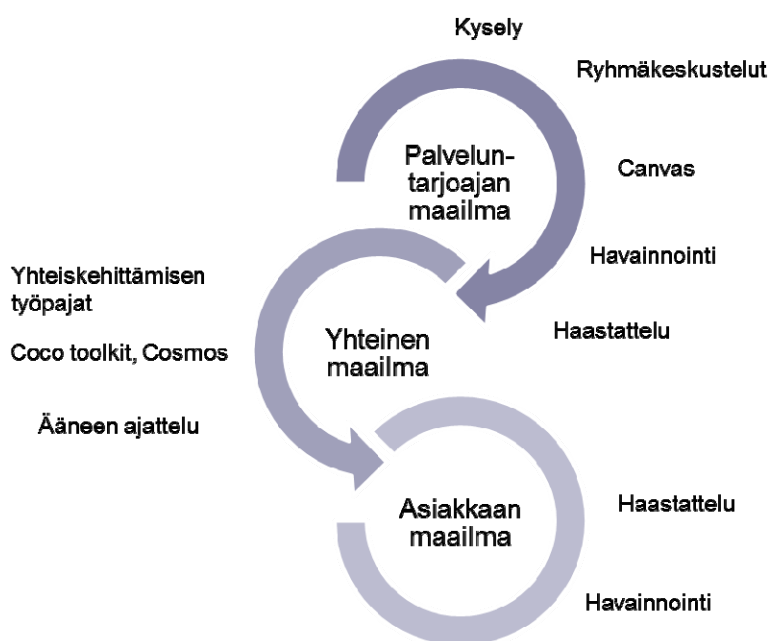 Kysely
Ryhmäkeskustelut
Palvelun-
tarjoajan
maailma
Canvas
Havainnointi
Haastattelu
Yhteiskehittämisen
työpajat
Coco toolkit, Cosmos
Ääneen ajattelu
Yhteinen
maailma
Asiakkaan
maailma
Haastattelu
Havainnointi